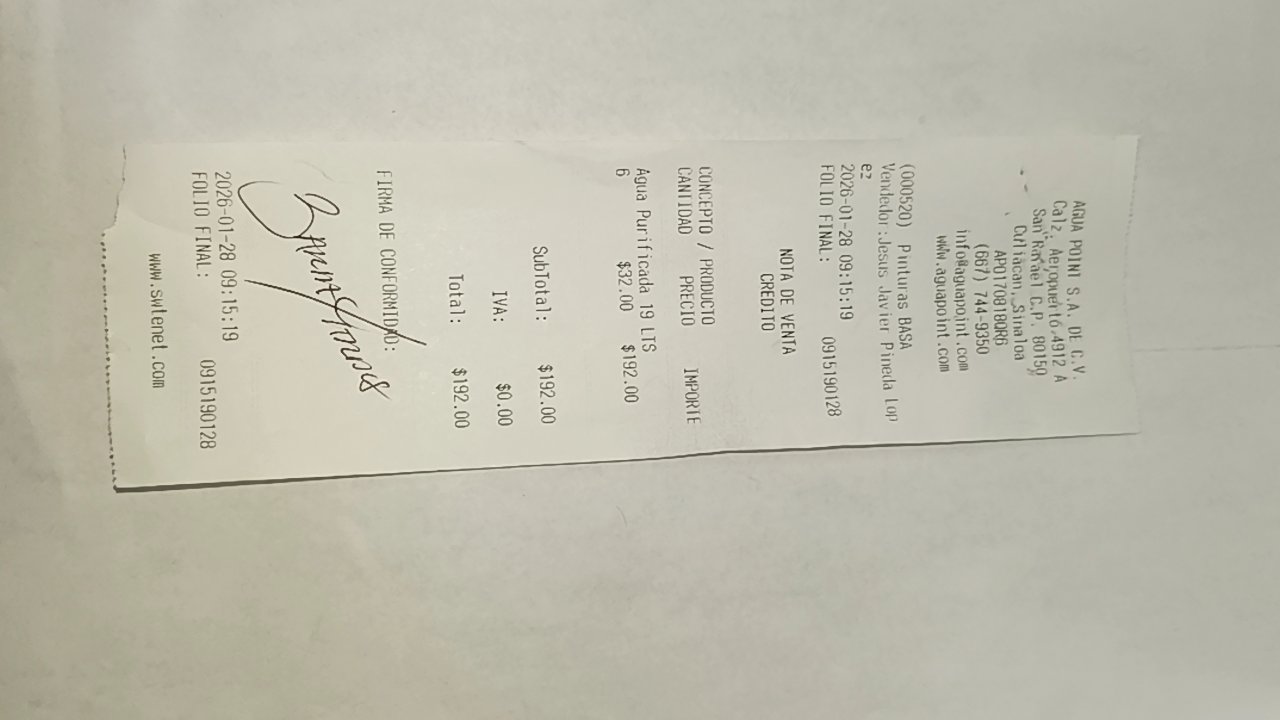 AGUA POINT S.A. DE C.V.
Calz. Aeropuerto 4912 A
San Rafael C.P. 80150
Culiacan, Sinaloa
APO170818QR6
(667) 744-9350
info@aguapoint.com
www.aguapoint.com
(000520) Pinturas BASA
Vendedor:Jesus Javier Pineda Lop
ez
2026-01-28 09:15:19
FOLIO FINAL: 0915190128
NOTA DE VENTA
CREDITO
CONCEPTO / PRODUCTO
CANTIDAD PRECIO IMPORTE
Agua Purificada 19 LTS
6 $32.00 $192.00
SubTotal: $192.00
IVA: $0.00
Total: $192.00
FIRMA DE CONFORMIDAD:
2026-01-28 09:15:19
FOLIO FINAL: 0915190128
www.swtenet.com